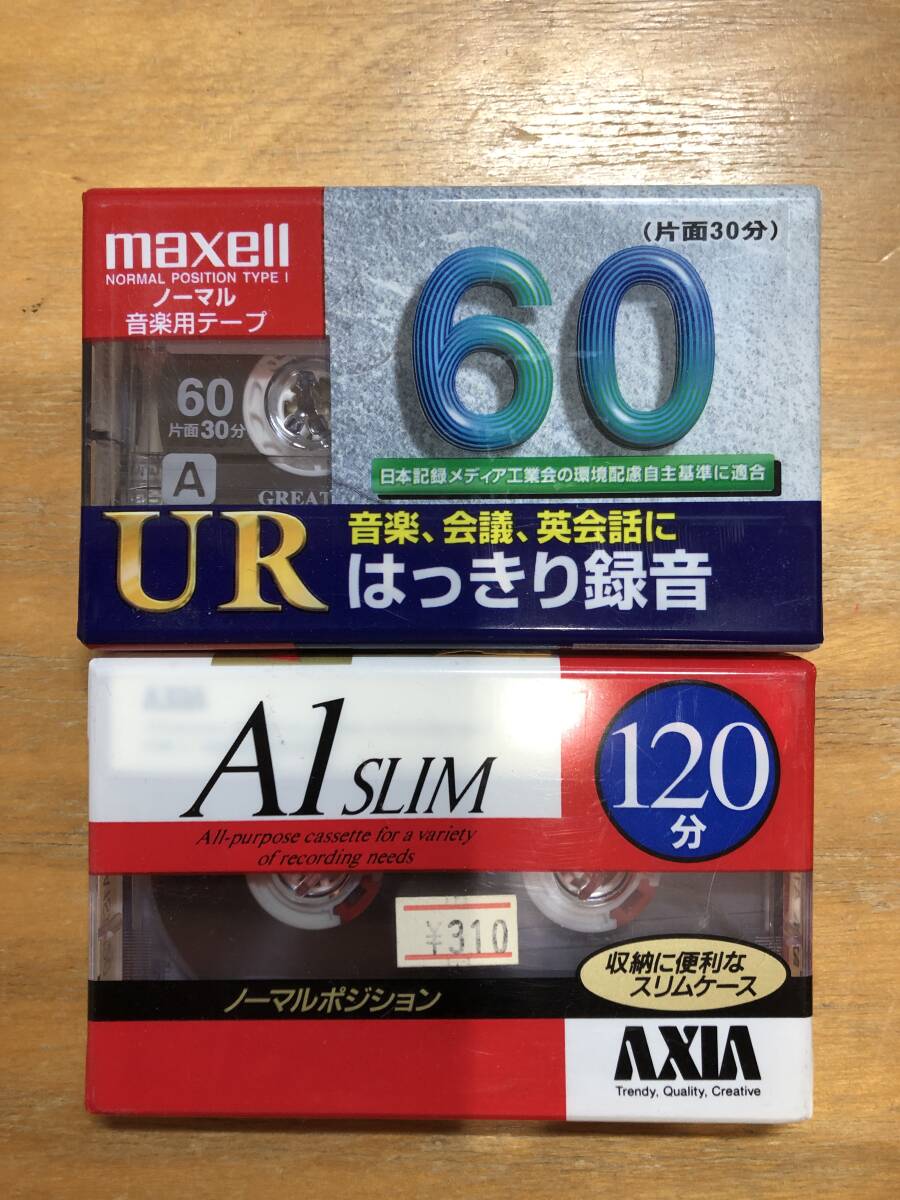 maxell
NORMAL POSITION TYPE I
ノーマル
音楽用テープ
(片面30分)
60
60
片面30分
A
GREAT
日本記録メディア工業会の環境配慮自主基準に適合
UR
音楽、会議、英会話に
はっきり録音
A1 SLIM
120
分
All-purpose cassette for a variety
of recording needs
¥310
収納に便利な
スリムケース
ノーマルポジション
AXIA
Trendy, Quality, Creative